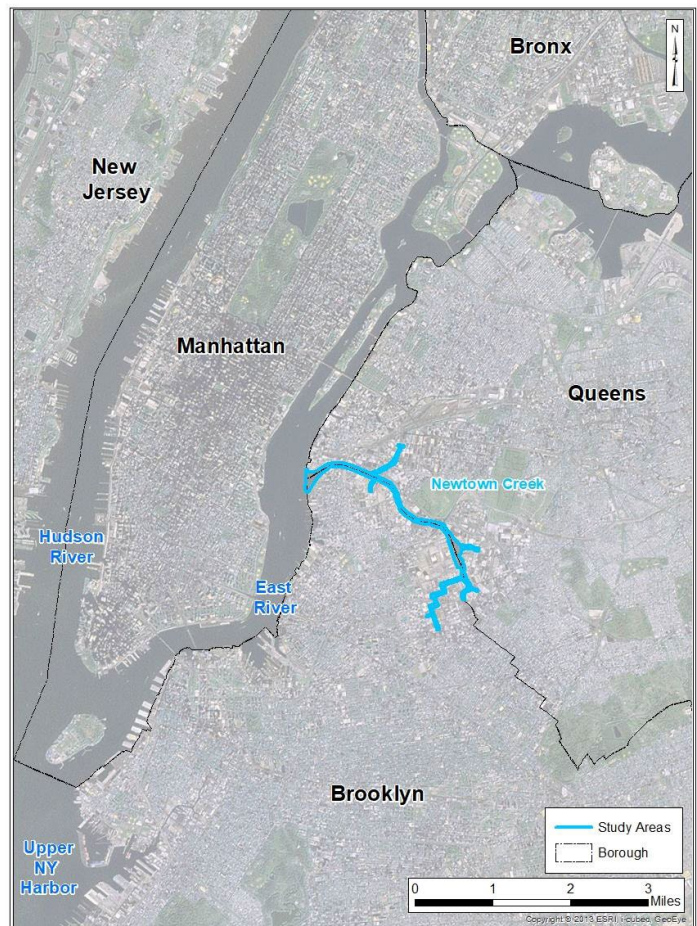 Bronx
N
New
Jersey
Manhattan
Queens
Newtown Creek
Hudson
River
East
River
Brooklyn
Upper
NY
Harbor
Study Areas
Borough
0 1 2 3
Miles
Copyright © 2013 ESRI, i-cubed, GeoEye